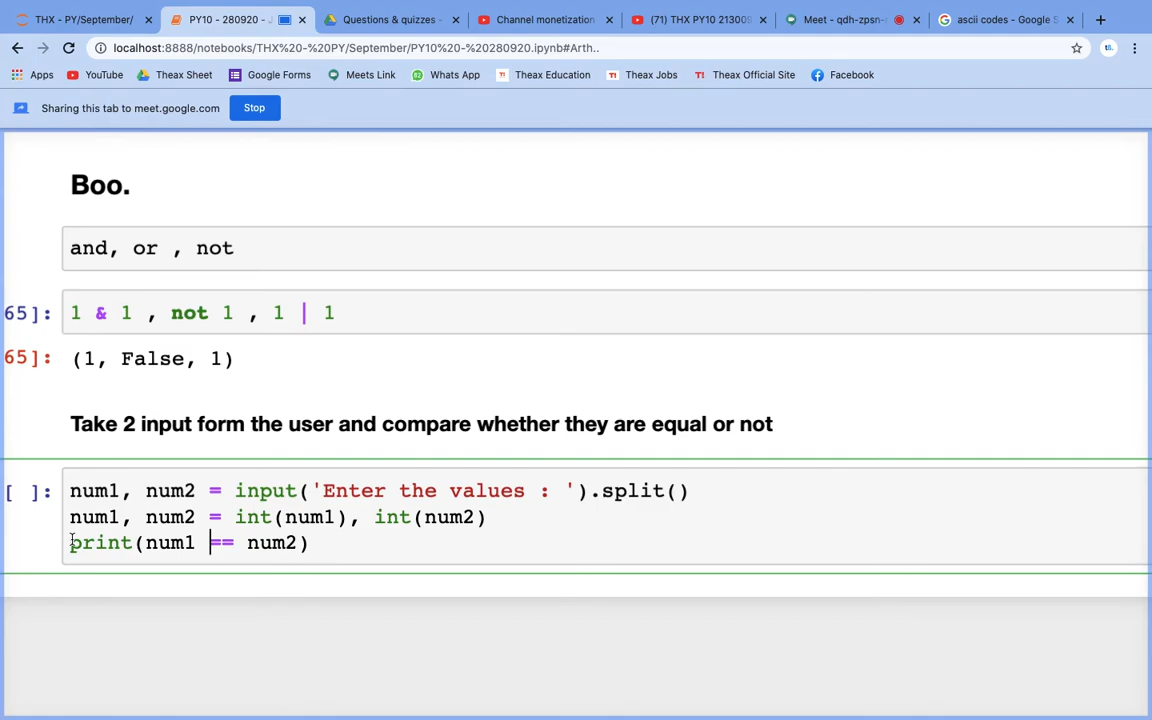 THX - PY/September/
PY10 - 280920 - J
Questions & quizzes -
Channel monetization
(71) THX PY10 21300
Meet - qdh-zpsn-
ascii codes - Google S
localhost:8888/notebooks/THX%20-%20PY/September/PY10%20-%20280920.ipynb#Arth..
Apps
YouTube
Theax Sheet
Google Forms
Meets Link
Whats App
Theax Education
Theax Jobs
Theax Official Site
Facebook
Sharing this tab to meet.google.com
Stop
Boo.
and, or , not
65]: 1 & 1 , not 1 , 1 | 1
65]: (1, False, 1)
Take 2 input form the user and compare whether they are equal or not
[ ]: num1, num2 = input('Enter the values : ').split()
num1, num2 = int(num1), int(num2)
print(num1 == num2)